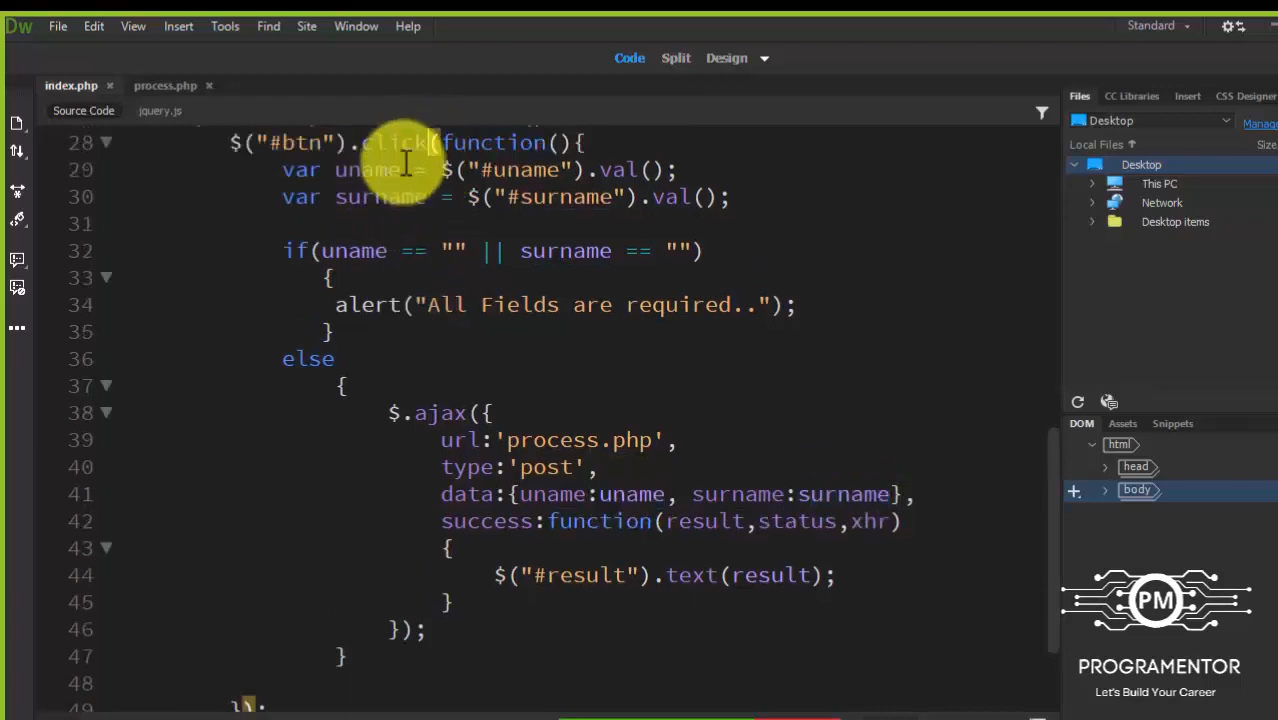 Dw File Edit View Insert Tools Find Site Window Help Standard
Code Split Design
index.php × process.php ×
Source Code jquery.js
28 $("#btn").click(function(){
29 var uname = $("#uname").val();
30 var surname = $("#surname").val();
31
32 if(uname == "" || surname == "")
33 {
34 alert("All Fields are required..");
35 }
36 else
37 {
38 $.ajax({
39 url:'process.php',
40 type:'post',
41 data:{uname:uname, surname:surname},
42 success:function(result,status,xhr)
43 {
44 $("#result").text(result);
45 }
46 });
47 }
48
49 });
Files CC Libraries Insert CSS Designer
Desktop Manage
Local Files Size
Desktop
This PC
Network
Desktop items
DOM Assets Snippets
html
head
body
PM
PROGRAMENTOR
Let's Build Your Career